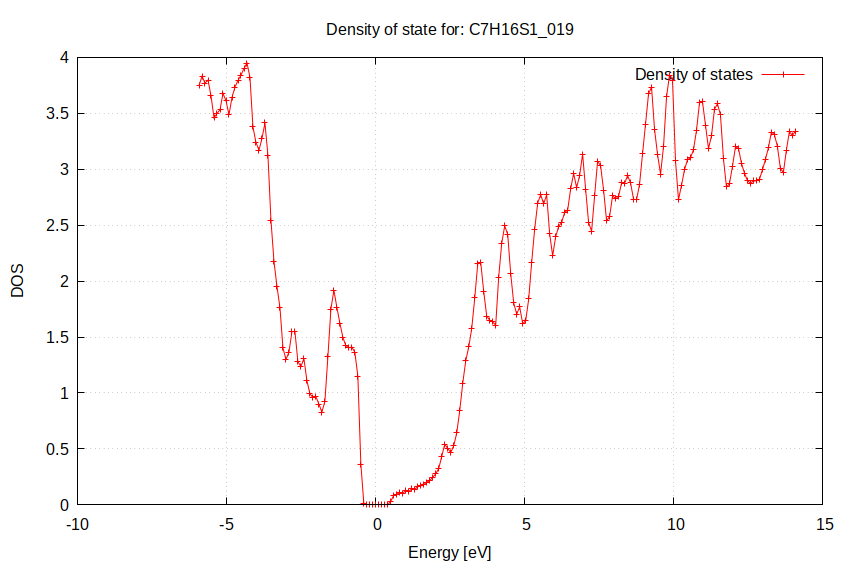 Density of state for: C7H16S1_019
Density of states
4
3.5
3
2.5
2
1.5
1
0.5
0
DOS
-10 -5 0 5 10 15
Energy [eV]